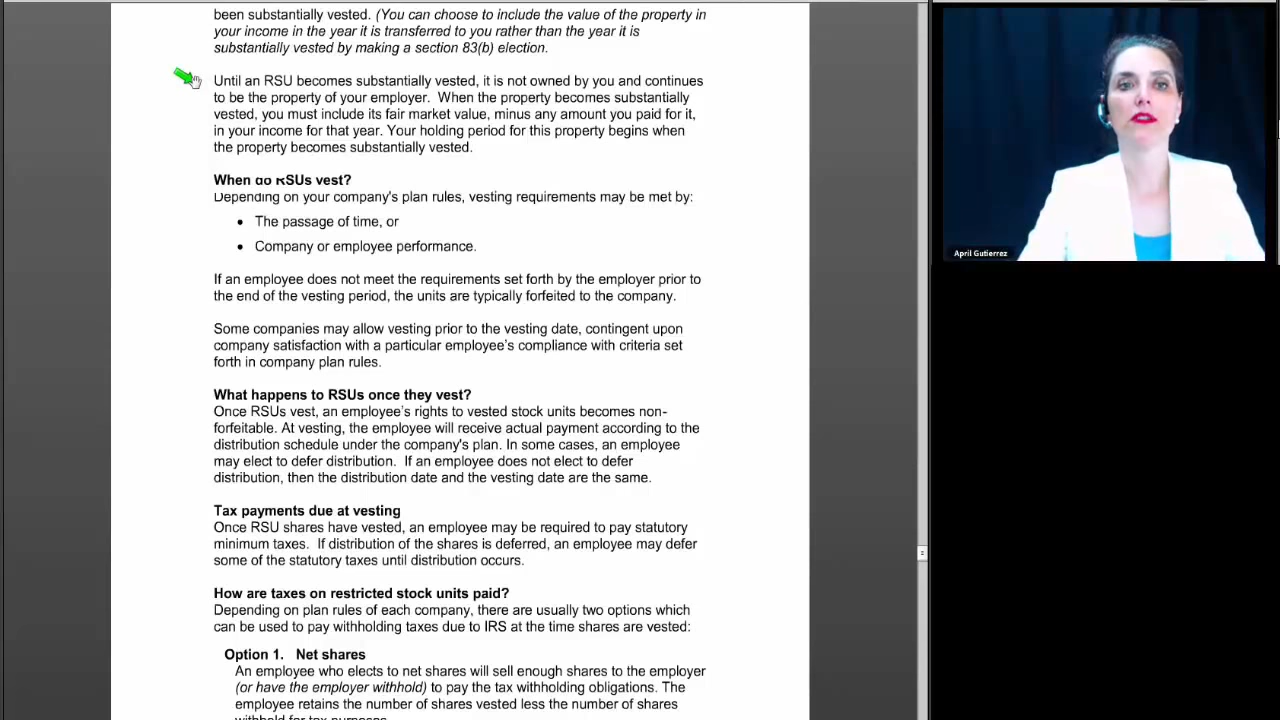 been substantially vested. (You can choose to include the value of the property in
your income in the year it is transferred to you rather than the year it is
substantially vested by making a section 83(b) election.
Until an RSU becomes substantially vested, it is not owned by you and continues
to be the property of your employer. When the property becomes substantially
vested, you must include its fair market value, minus any amount you paid for it,
in your income for that year. Your holding period for this property begins when
the property becomes substantially vested.
When do RSUs vest?
Depending on your company's plan rules, vesting requirements may be met by:
• The passage of time, or
• Company or employee performance.
If an employee does not meet the requirements set forth by the employer prior to
the end of the vesting period, the units are typically forfeited to the company.
Some companies may allow vesting prior to the vesting date, contingent upon
company satisfaction with a particular employee's compliance with criteria set
forth in company plan rules.
What happens to RSUs once they vest?
Once RSUs vest, an employee's rights to vested stock units becomes non-
forfeitable. At vesting, the employee will receive actual payment according to the
distribution schedule under the company's plan. In some cases, an employee
may elect to defer distribution. If an employee does not elect to defer
distribution, then the distribution date and the vesting date are the same.
Tax payments due at vesting
Once RSU shares have vested, an employee may be required to pay statutory
minimum taxes. If distribution of the shares is deferred, an employee may defer
some of the statutory taxes until distribution occurs.
How are taxes on restricted stock units paid?
Depending on plan rules of each company, there are usually two options which
can be used to pay withholding taxes due to IRS at the time shares are vested:
Option 1. Net shares
An employee who elects to net shares will sell enough shares to the employer
(or have the employer withhold) to pay the tax withholding obligations. The
employee retains the number of shares vested less the number of shares
withheld for tax purposes.
April Gutierrez